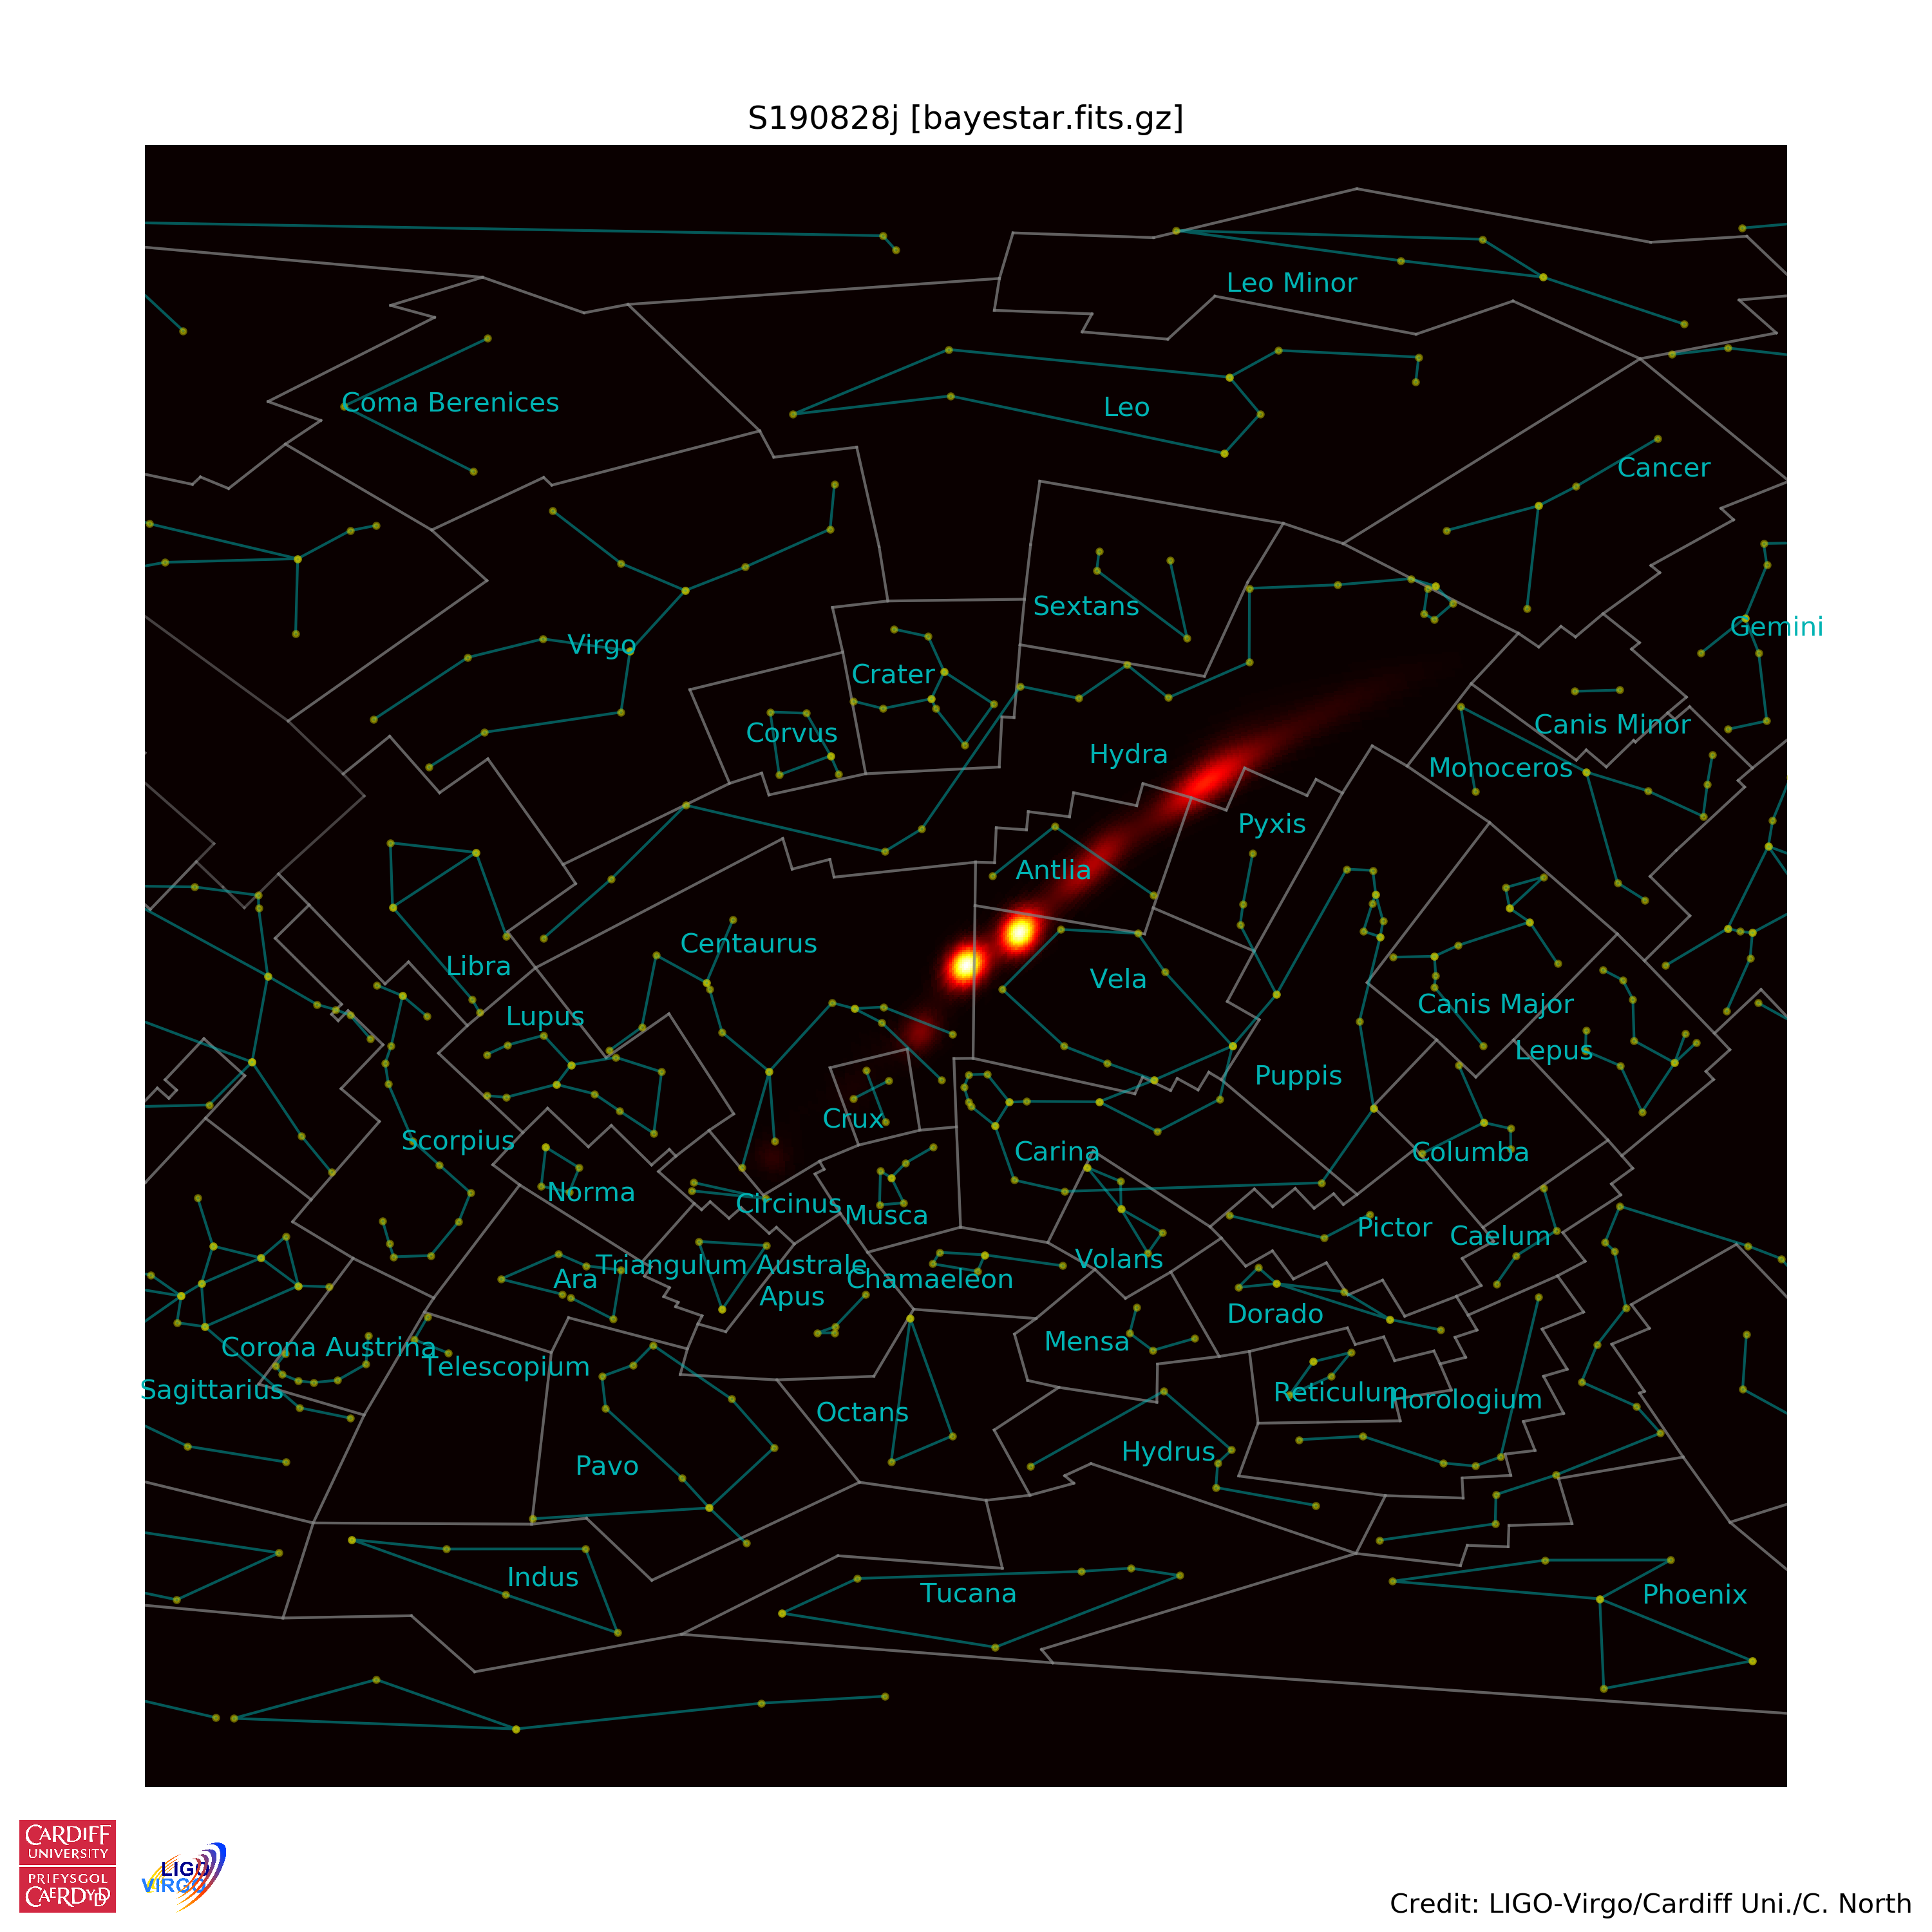 S190828j [bayestar.fits.gz]
Leo Minor
Coma Berenices
Leo
Cancer
Sextans
Gemini
Virgo
Crater
Corvus
Hydra
Canis Minor
Monoceros
Pyxis
Antlia
Centaurus
Libra
Vela
Canis Major
Lupus
Lepus
Puppis
Crux
Scorpius
Carina
Columba
Norma
Circinus
Musca
Pictor
Caelum
Triangulum Australe
Volans
Ara
Chamaeleon
Apus
Dorado
Corona Austrina
Mensa
Telescopium
Sagittarius
Reticulum
Horologium
Octans
Pavo
Hydrus
Indus
Tucana
Phoenix
CARDIFF
UNIVERSITY
PRIFYSGOL
CAERDYDD
LIGO
VIRGO
Credit: LIGO-Virgo/Cardiff Uni./C. North